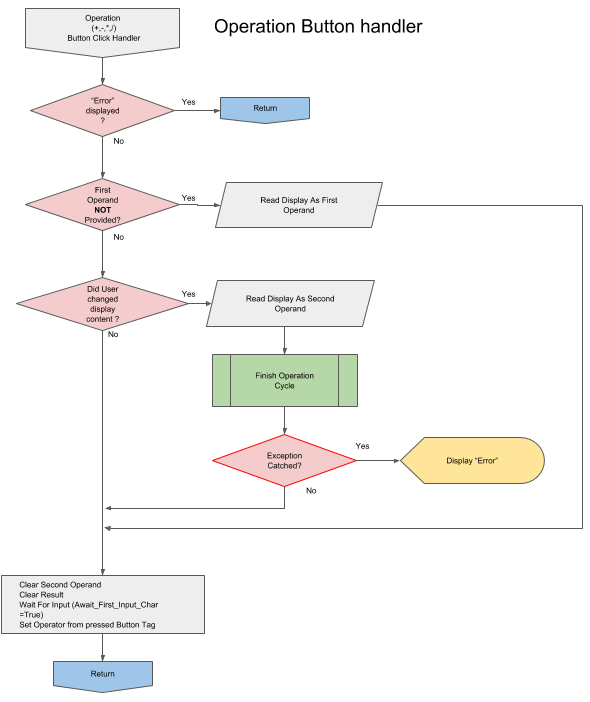 Operation Button handler
Operation
(+,-,*,/)
Button Click Handler
"Error"
displayed
?
Yes
Return
No
First
Operand
NOT
Provided?
Yes
Read Display As First
Operand
No
Did User
changed
display
content ?
Yes
Read Display As Second
Operand
No
Finish Operation
Cycle
Exception
Catched?
Yes
Display "Error"
No
Clear Second Operand
Clear Result
Wait For Input (Await_First_Input_Char
=True)
Set Operator from pressed Button Tag
Return